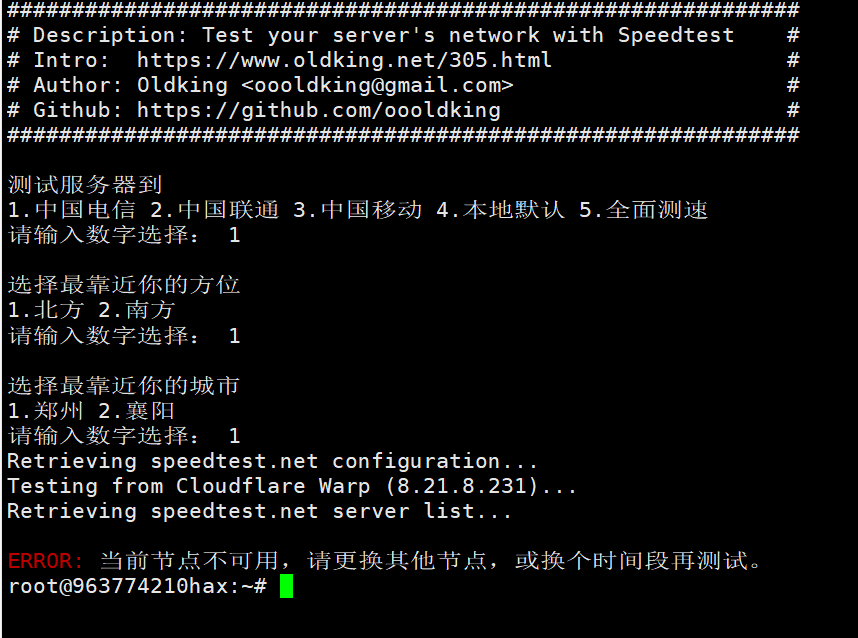 ##############################################################
# Description: Test your server's network with Speedtest    #
# Intro:  https://www.oldking.net/305.html                   #
# Author: Oldking <oooldking@gmail.com>                      #
# Github: https://github.com/oooldking                       #
##############################################################
测试服务器到
1.中国电信 2.中国联通 3.中国移动 4.本地默认 5.全面测速
请输入数字选择： 1
选择最靠近你的方位
1.北方 2.南方
请输入数字选择： 1
选择最靠近你的城市
1.郑州 2.襄阳
请输入数字选择： 1
Retrieving speedtest.net configuration...
Testing from Cloudflare Warp (8.21.8.231)...
Retrieving speedtest.net server list...
ERROR: 当前节点不可用，请更换其他节点，或换个时间段再测试。
root@963774210hax:~#